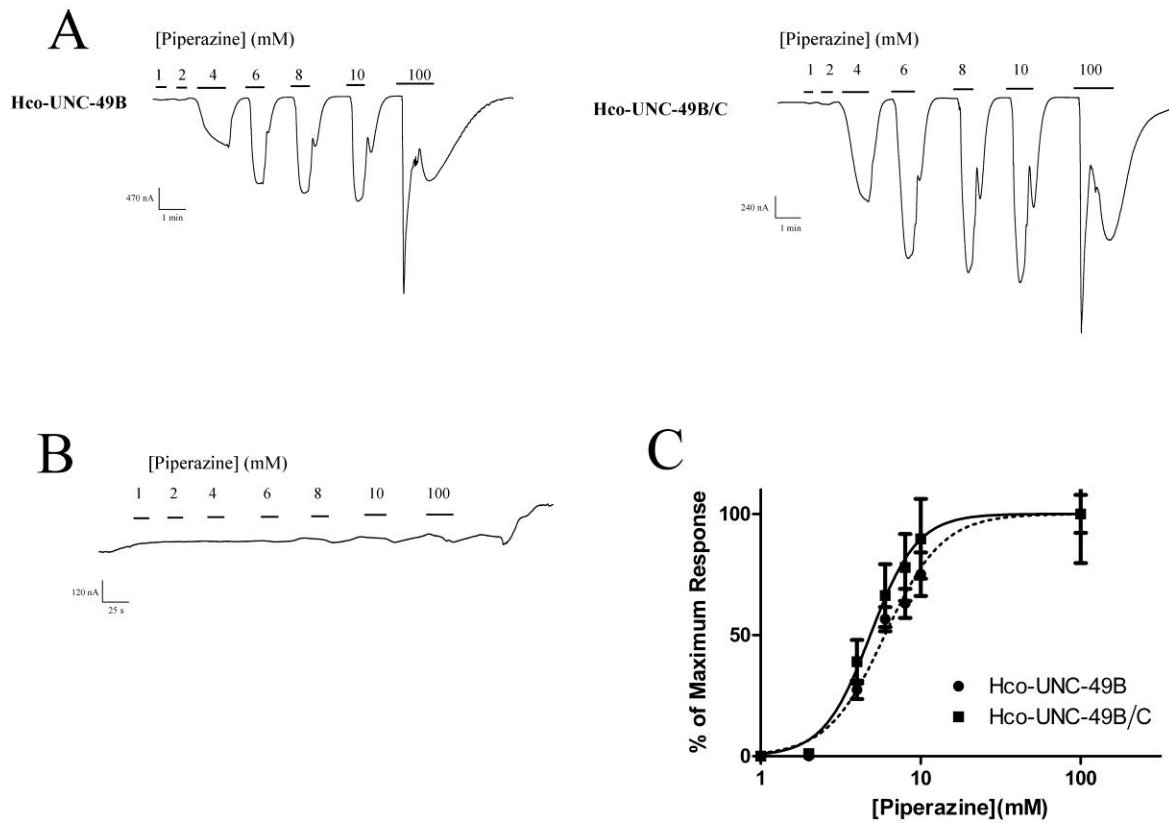 A
[Piperazine] (mM)
1 2 4 6 8 10 100
Hco-UNC-49B
470 nA
1 min
[Piperazine] (mM)
1 2 4 6 8 10 100
Hco-UNC-49B/C
240 nA
1 min
B
[Piperazine] (mM)
1 2 4 6 8 10 100
120 nA
25 s
C
% of Maximum Response
100
50
0
1 10 100
[Piperazine](mM)
Hco-UNC-49B
Hco-UNC-49B/C